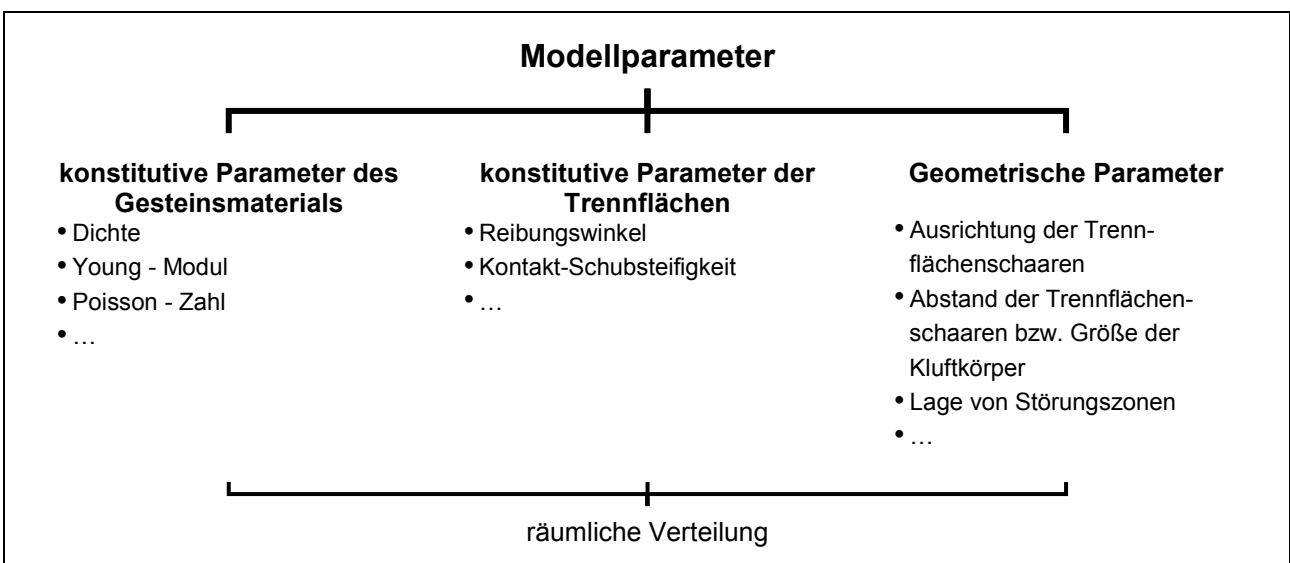 Modellparameter
konstitutive Parameter des
Gesteinsmaterials
• Dichte
• Young - Modul
• Poisson - Zahl
• …
konstitutive Parameter der
Trennflächen
• Reibungswinkel
• Kontakt-Schubsteifigkeit
• …
Geometrische Parameter
• Ausrichtung der Trenn-
flächenschaaren
• Abstand der Trennflächen-
schaaren bzw. Größe der
Kluftkörper
• Lage von Störungszonen
• …
räumliche Verteilung